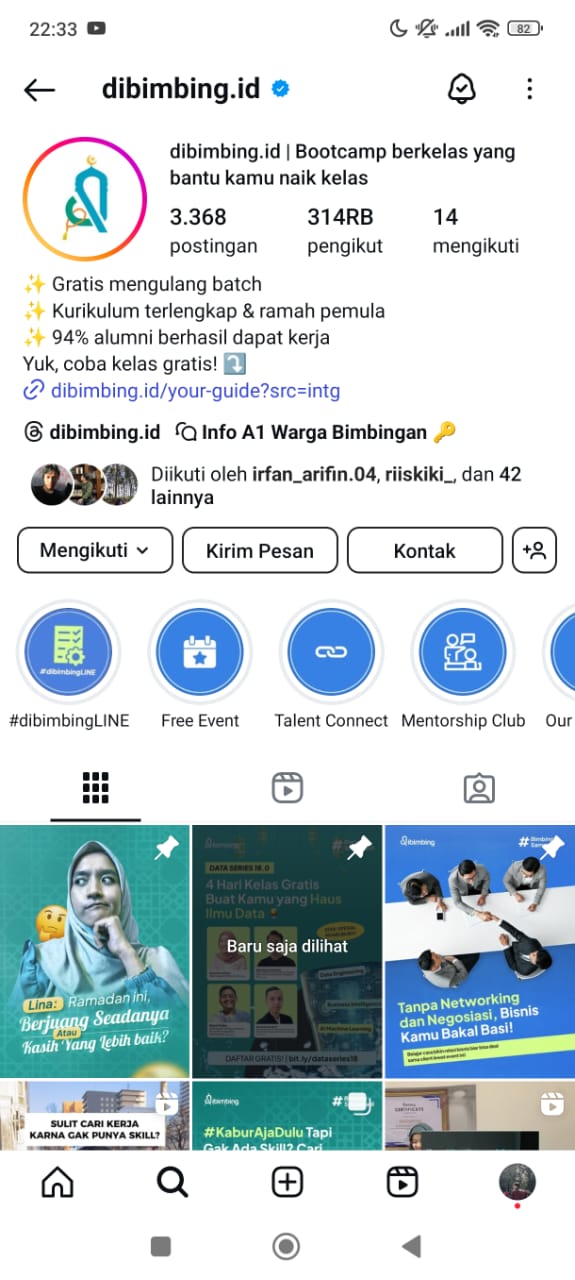 22:33
82
dibimbing.id
dibimbing.id | Bootcamp berkelas yang
bantu kamu naik kelas
3.368
314RB
14
postingan
pengikut
mengikuti
✨ Gratis mengulang batch
✨ Kurikulum terlengkap & ramah pemula
✨ 94% alumni berhasil dapat kerja
Yuk, coba kelas gratis! ⤵️
dibimbing.id/your-guide?src=intg
dibimbing.id
Info A1 Warga Bimbingan 🔑
Diikuti oleh irfan_arifin.04, riiskiki_, dan 42
lainnya
Mengikuti
Kirim Pesan
Kontak
#dibimbingLINE
#dibimbingLINE
Free Event
Talent Connect
Mentorship Club
Our
Lina: Ramadan ini,
Berjuang Seadanya
Atau
Kasih Yang Lebih baik?
dibimbing
DATA SERIES 18.0
4 Hari Kelas Gratis
Buat Kamu yang Haus
Ilmu Data
Baru saja dilihat
Data Engineering
Business Intelligence
AI Machine Learning
DAFTAR GRATIS! | bit.ly/dataseries18
dibimbing
Tanpa Networking
dan Negosiasi, Bisnis
Kamu Bakal Basi!
SULIT CARI KERJA
KARNA GAK PUNYA SKILL?
dibimbing
#KaburAjaDulu Tapi
Gak Ada Skill? Cari
CERTIFICATE